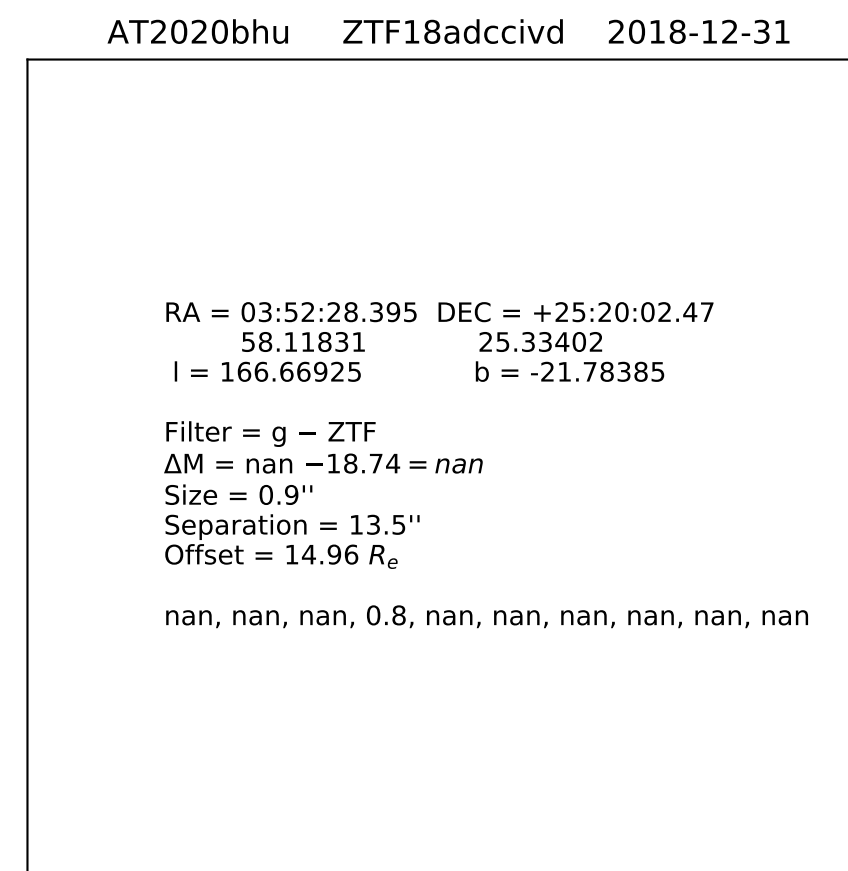 AT2020bhu ZTF18adccivd 2018-12-31
RA = 03:52:28.395 DEC = +25:20:02.47
58.11831 25.33402
l = 166.66925 b = -21.78385
Filter = g − ZTF
ΔM = nan −18.74 = nan
Size = 0.9''
Separation = 13.5''
Offset = 14.96 Re
nan, nan, nan, 0.8, nan, nan, nan, nan, nan, nan